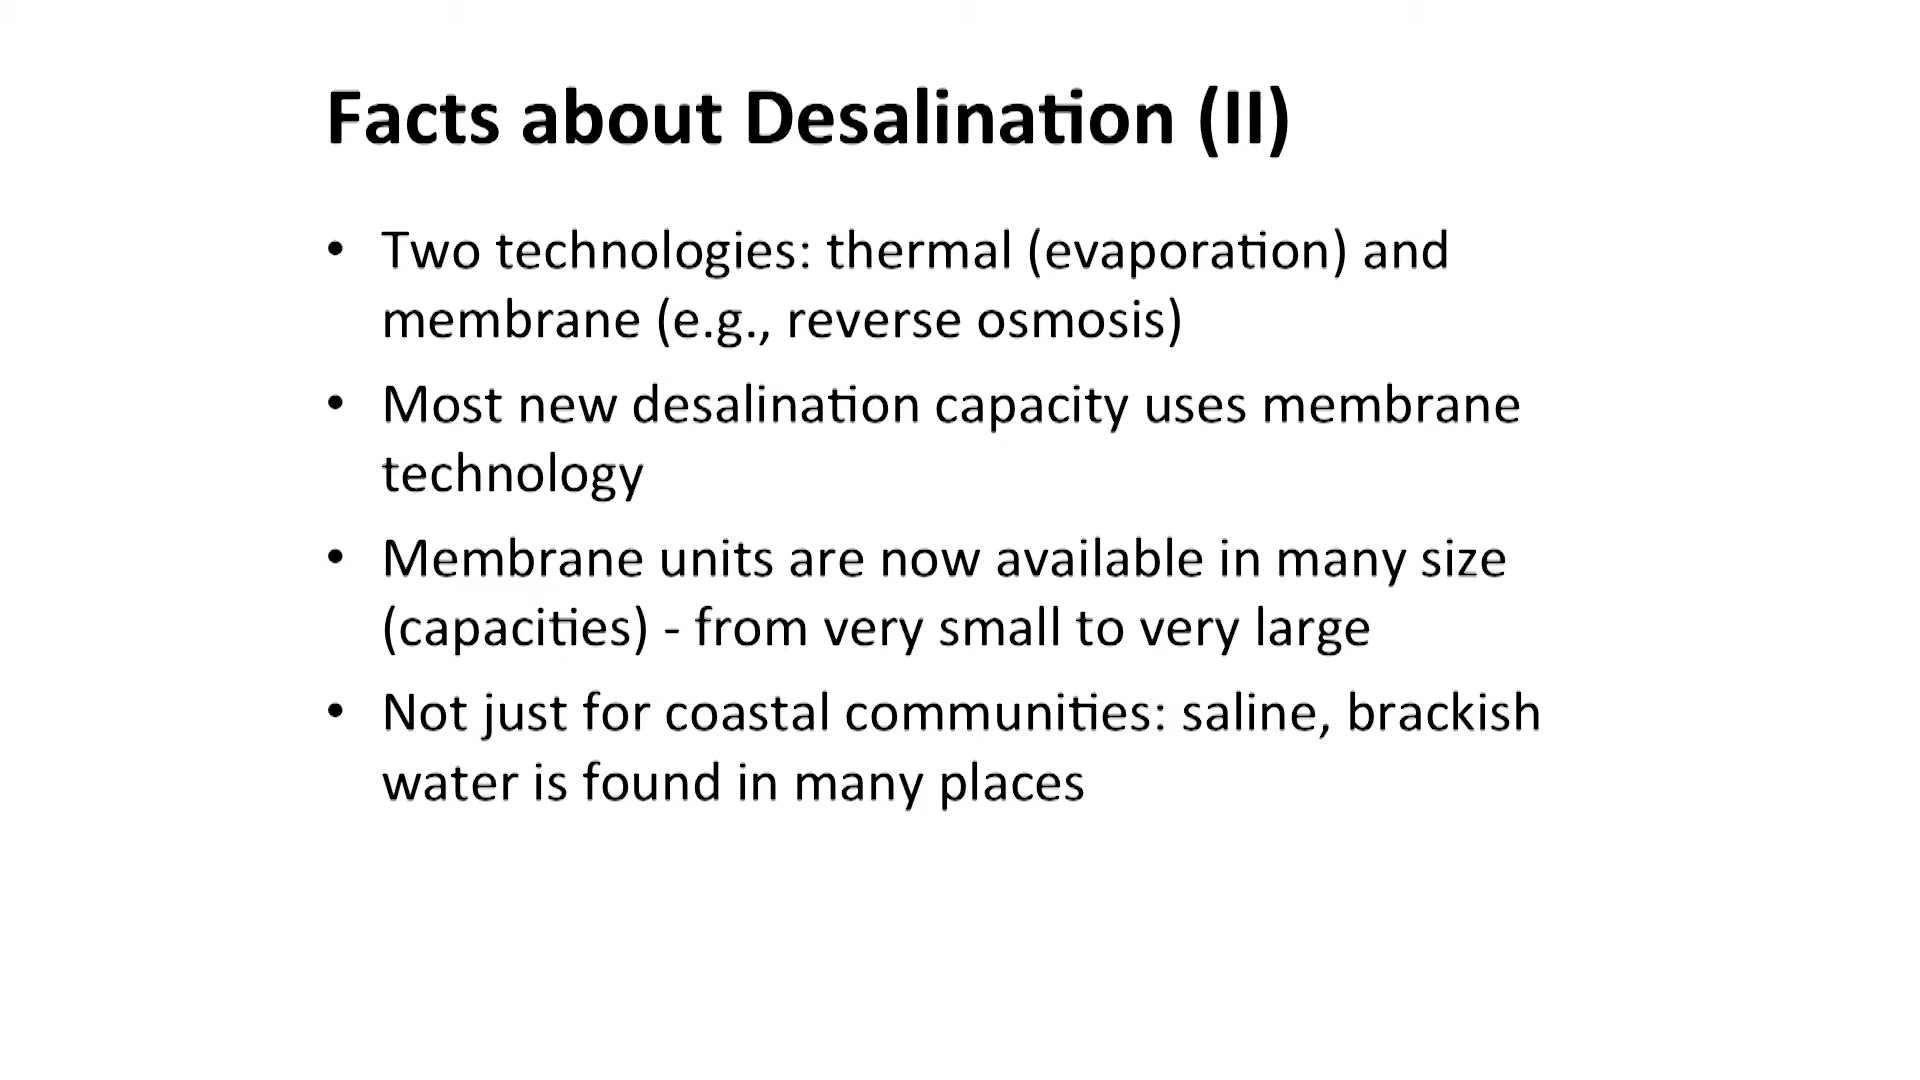 Facts about Desalination (II)
• Two technologies: thermal (evaporation) and
membrane (e.g., reverse osmosis)
• Most new desalination capacity uses membrane
technology
• Membrane units are now available in many size
(capacities) - from very small to very large
• Not just for coastal communities: saline, brackish
water is found in many places